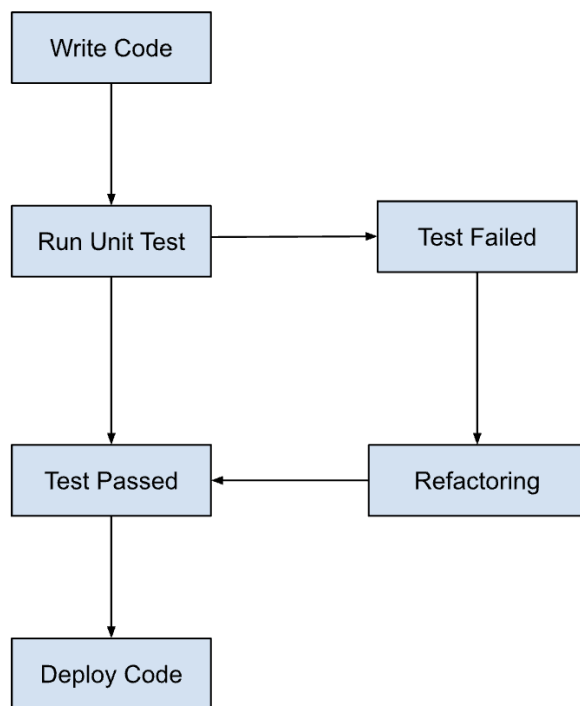 Write Code
Run Unit Test
Test Failed
Test Passed
Refactoring
Deploy Code